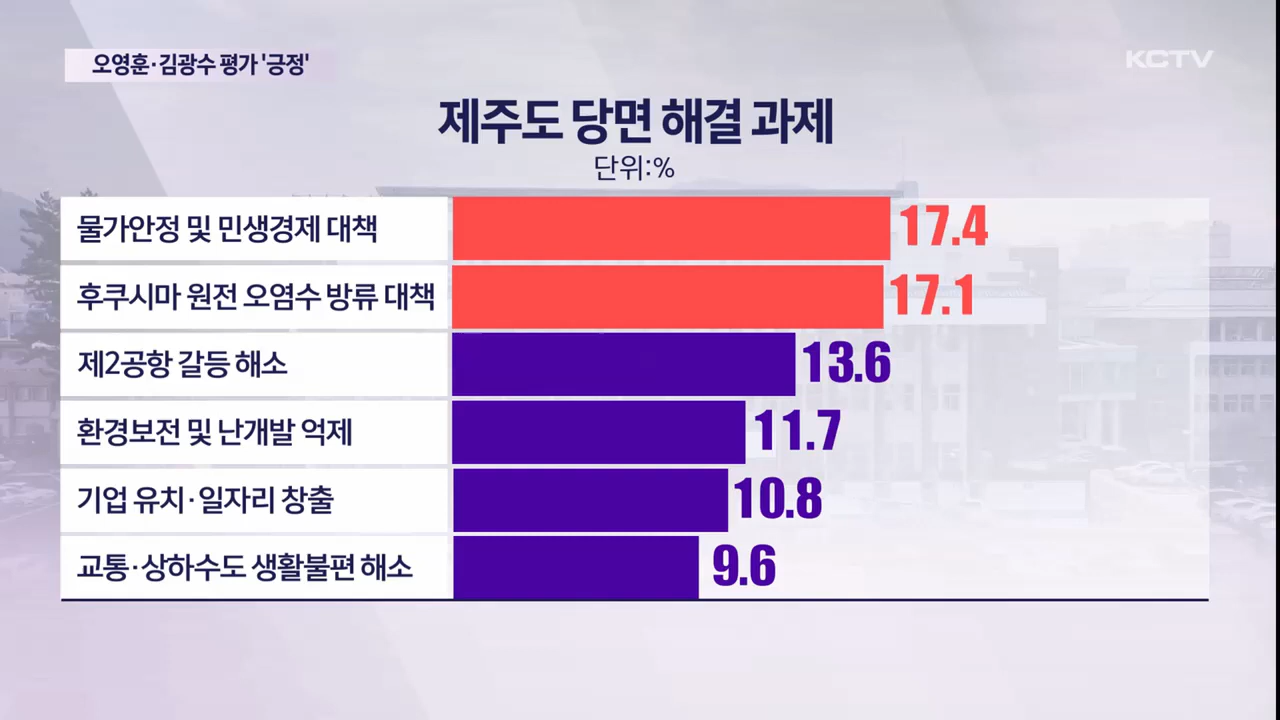 오영훈·김광수 평가 '긍정'
KCTV
제주도 당면 해결 과제
단위:%
물가안정 및 민생경제 대책 17.4
후쿠시마 원전 오염수 방류 대책 17.1
제2공항 갈등 해소 13.6
환경보전 및 난개발 억제 11.7
기업 유치·일자리 창출 10.8
교통·상하수도 생활불편 해소 9.6